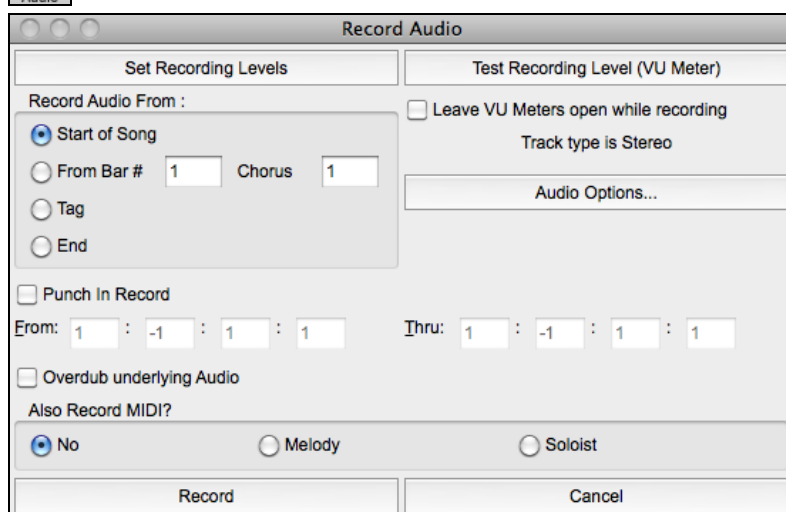 Audio
Record Audio
Set Recording Levels
Test Recording Level (VU Meter)
Record Audio From :
Leave VU Meters open while recording
Start of Song
Track type is Stereo
From Bar # 1 Chorus 1
Audio Options...
Tag
End
Punch In Record
From: 1 : -1 : 1 : 1
Thru: 1 : -1 : 1 : 1
Overdub underlying Audio
Also Record MIDI?
No
Melody
Soloist
Record
Cancel